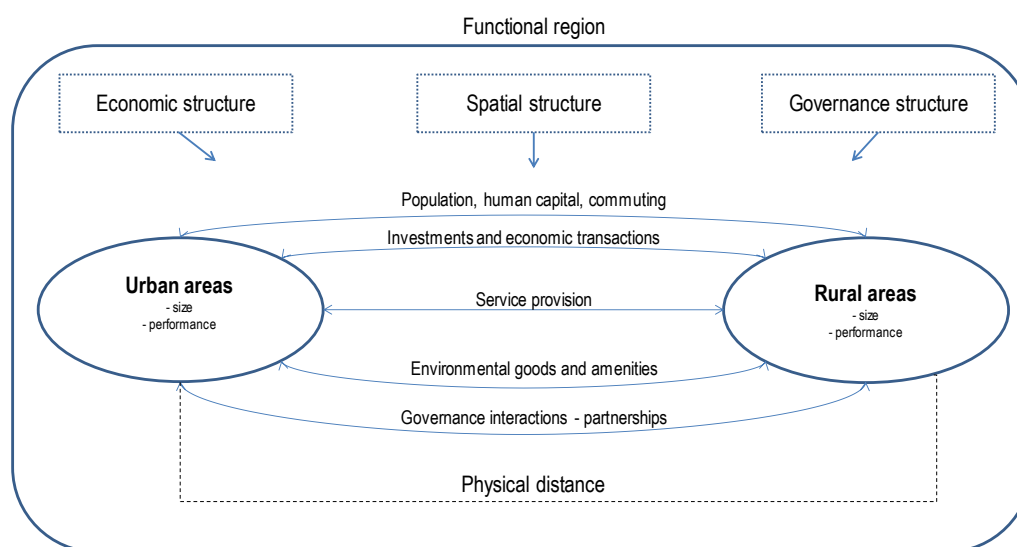 Functional region
Economic structure
Spatial structure
Governance structure
Population, human capital, commuting
Investments and economic transactions
Urban areas
- size
- performance
Service provision
Rural areas
- size
- performance
Environmental goods and amenities
Governance interactions - partnerships
Physical distance